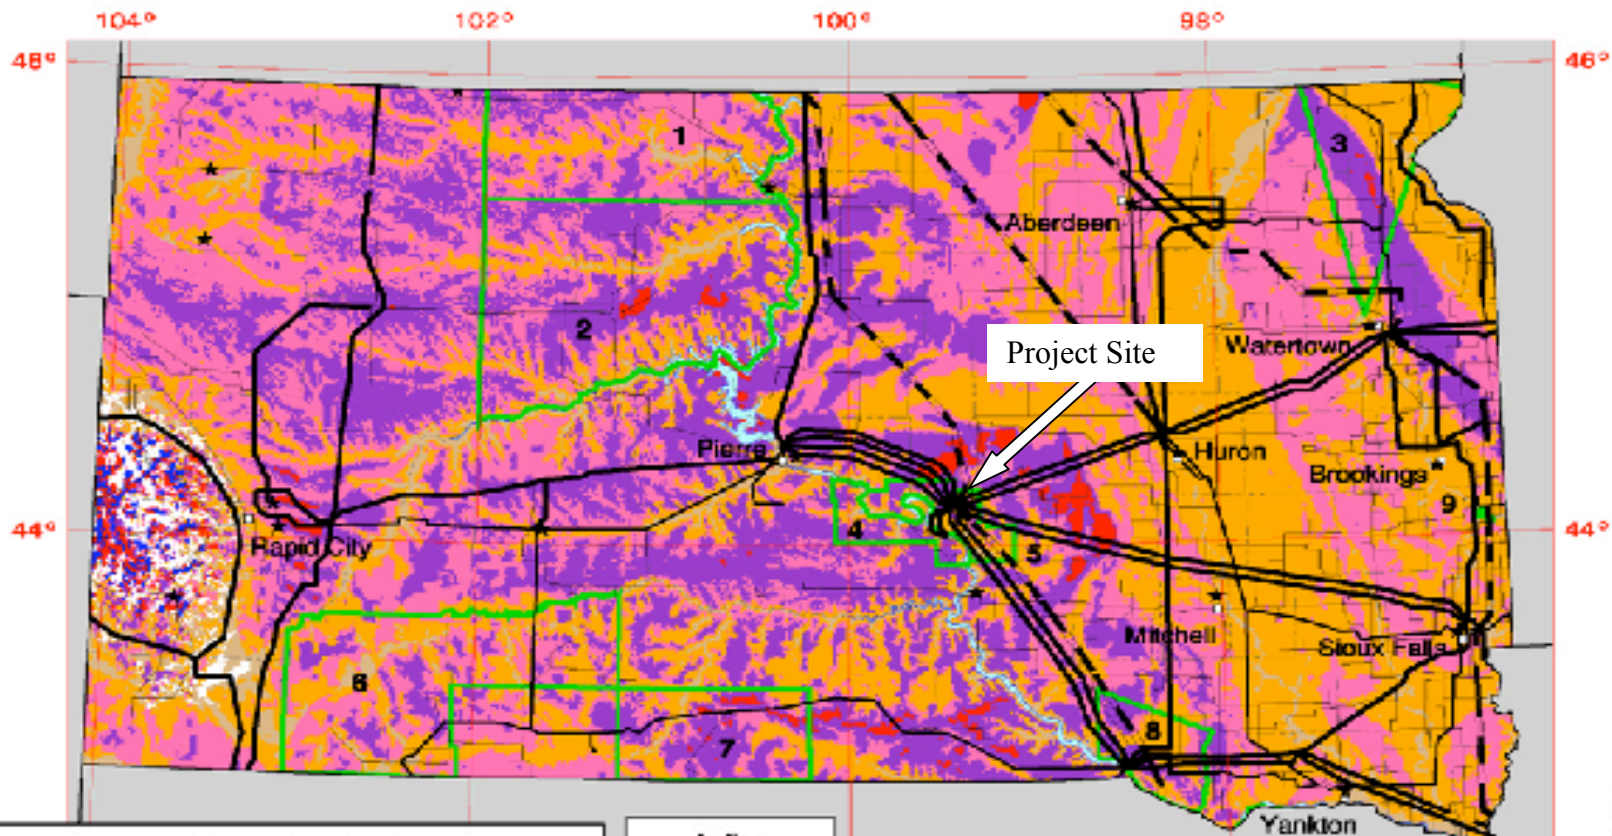 104° 102° 100° 98°
46° 46°
1
3
Aberdeen
2
Project Site
Watertown
Pierre
Huron
Brookings
9
4
44° 44°
5
Rapid City
Mitchell
Sioux Falls
6
8
7
Yankton